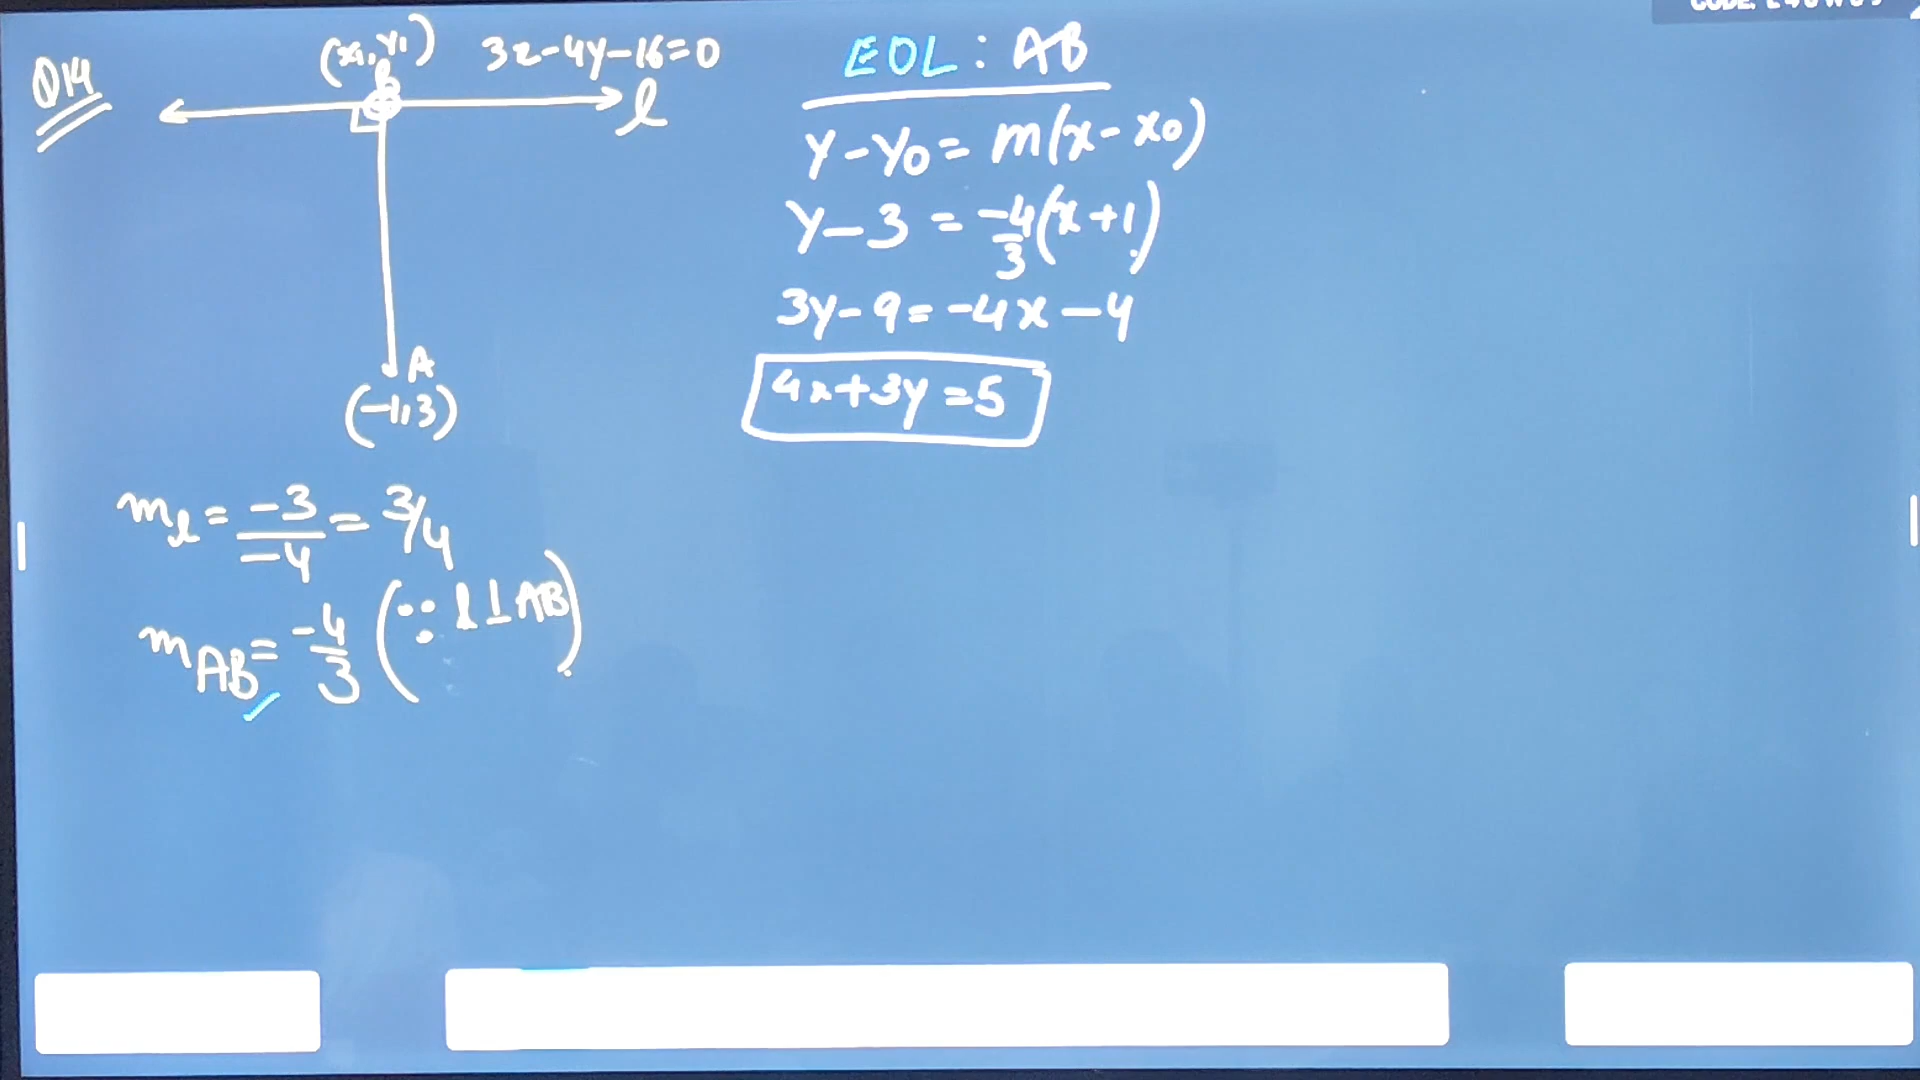 Q14
(x1, y1)
B
3x-4y-16=0
l
A
(-1,3)
m_l = -3/-4 = 3/4
m_AB = -4/3 (∵ l ⊥ AB)
EOL : AB
y-y0 = m(x-x0)
y-3 = -4/3(x+1)
3y-9 = -4x-4
4x+3y=5